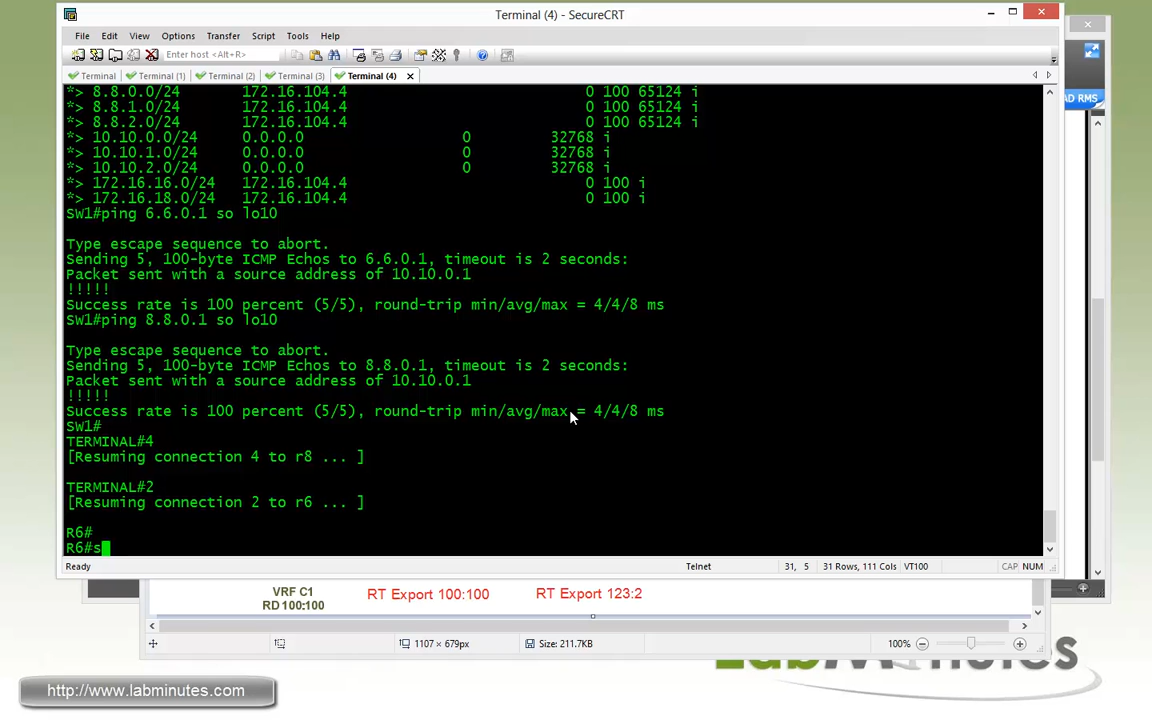 Terminal (4) - SecureCRT
File Edit View Options Transfer Script Tools Help
Enter host <Alt+R>
AD RMS
Terminal Terminal (1) Terminal (2) Terminal (3) Terminal (4)
*> 8.8.0.0/24 172.16.104.4 0 100 65124 i
*> 8.8.1.0/24 172.16.104.4 0 100 65124 i
*> 8.8.2.0/24 172.16.104.4 0 100 65124 i
*> 10.10.0.0/24 0.0.0.0 0 32768 i
*> 10.10.1.0/24 0.0.0.0 0 32768 i
*> 10.10.2.0/24 0.0.0.0 0 32768 i
*> 172.16.16.0/24 172.16.104.4 0 100 i
*> 172.16.18.0/24 172.16.104.4 0 100 i
SW1#ping 6.6.0.1 so lo10
Type escape sequence to abort.
Sending 5, 100-byte ICMP Echos to 6.6.0.1, timeout is 2 seconds:
Packet sent with a source address of 10.10.0.1
!!!!!
Success rate is 100 percent (5/5), round-trip min/avg/max = 4/4/8 ms
SW1#ping 8.8.0.1 so lo10
Type escape sequence to abort.
Sending 5, 100-byte ICMP Echos to 8.8.0.1, timeout is 2 seconds:
Packet sent with a source address of 10.10.0.1
!!!!!
Success rate is 100 percent (5/5), round-trip min/avg/max = 4/4/8 ms
SW1#
TERMINAL#4
[Resuming connection 4 to r8 ... ]
TERMINAL#2
[Resuming connection 2 to r6 ... ]
R6#
R6#s
Ready Telnet 31, 5 31 Rows, 111 Cols VT100 CAP NUM
VRF C1
RD 100:100
RT Export 100:100 RT Export 123:2
1107 × 679px Size: 211.7KB 100%
http://www.labminutes.com